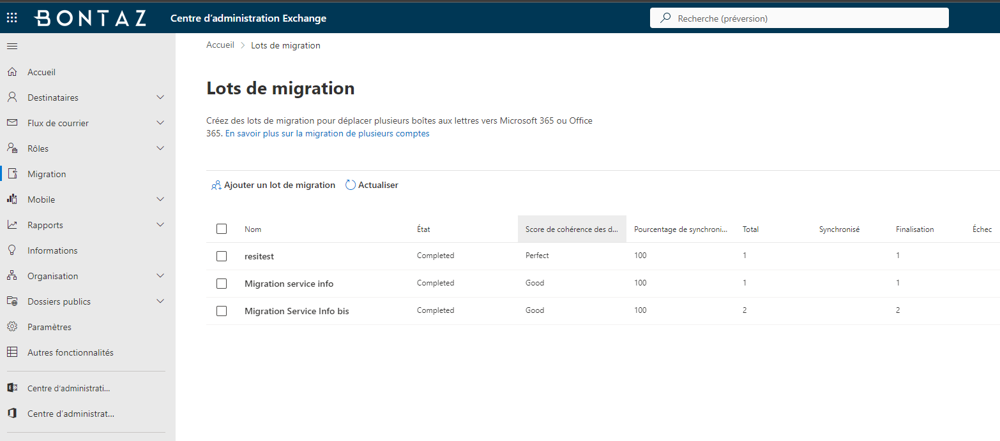 BONTAZ
Centre d'administration Exchange
Recherche (préversion)
Accueil
Destinataires
Flux de courrier
Rôles
Migration
Mobile
Rapports
Informations
Organisation
Dossiers publics
Paramètres
Autres fonctionnalités
Centre d'administrati...
Centre d'administrat...
Accueil > Lots de migration
Lots de migration
Créez des lots de migration pour déplacer plusieurs boîtes aux lettres vers Microsoft 365 ou Office
365. En savoir plus sur la migration de plusieurs comptes
Ajouter un lot de migration Actualiser
Nom État Score de cohérence des d... Pourcentage de synchroni... Total Synchronisé Finalisation Échec
resitest Completed Perfect 100 1 1
Migration service info Completed Good 100 1 1
Migration Service Info bis Completed Good 100 2 2